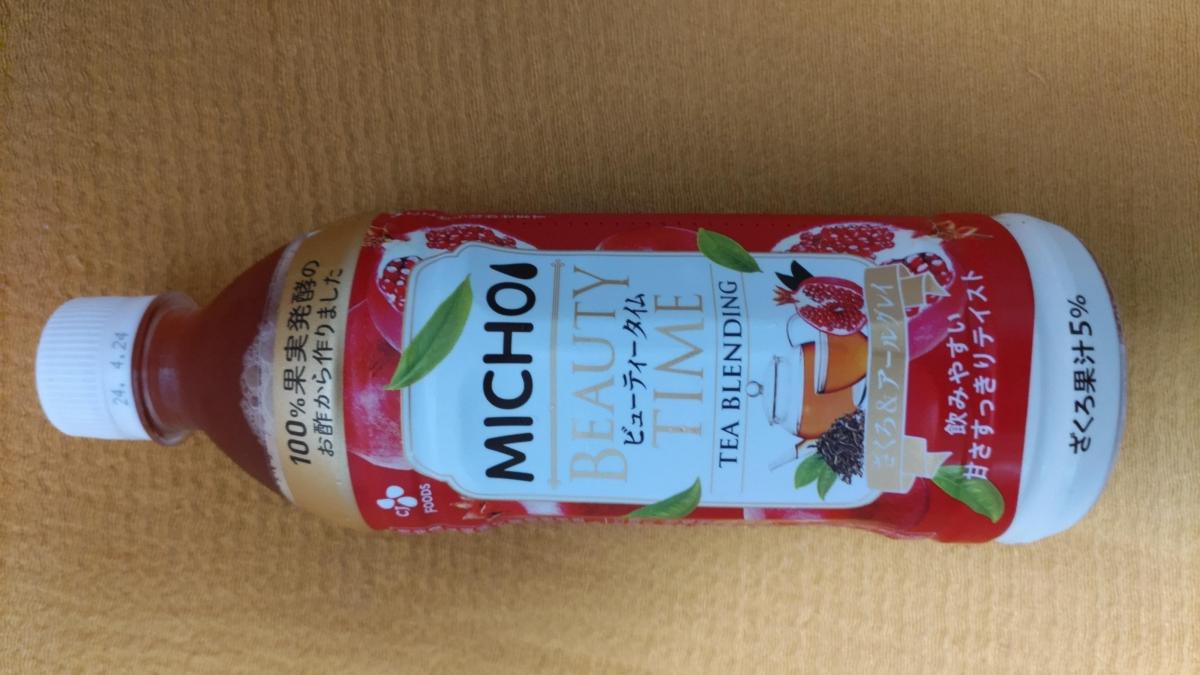 24. 4.24
100%果実発酵の
お酢から作りました
CJ
FOODS
MICHO
BEAUTY
ビューティータイム
TIME
TEA BLENDING
ざくろ&アールグレイ
飲みやすい
甘さすっきりテイスト
ざくろ果汁5%